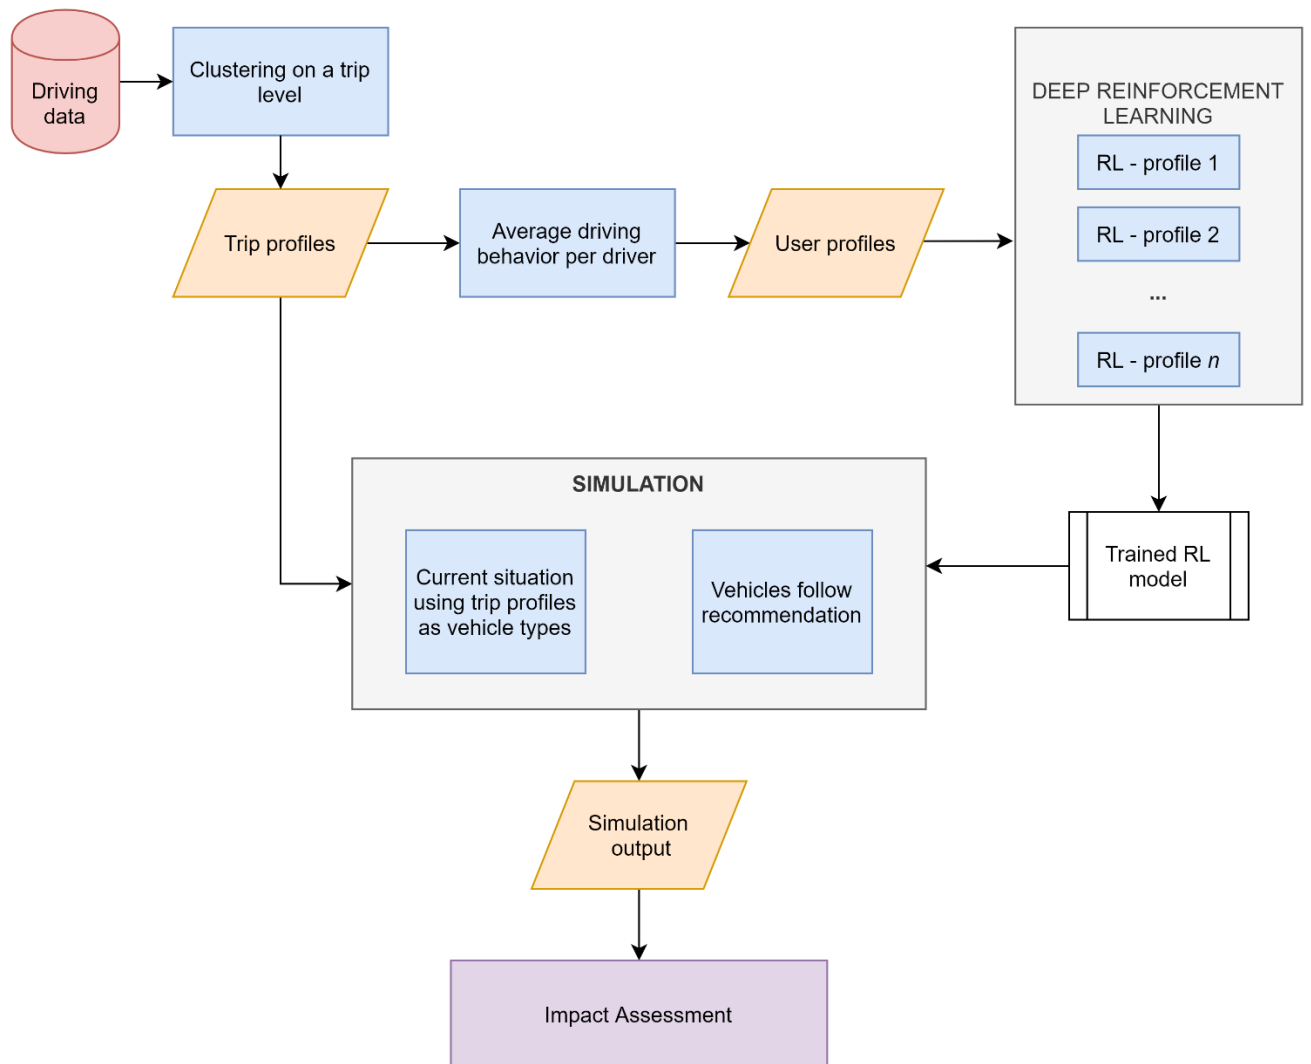 Driving
data
Clustering on a trip
level
DEEP REINFORCEMENT
LEARNING
RL - profile 1
RL - profile 2
...
RL - profile n
Trip profiles
Average driving
behavior per driver
User profiles
SIMULATION
Current situation
using trip profiles
as vehicle types
Vehicles follow
recommendation
Trained RL
model
Simulation
output
Impact Assessment